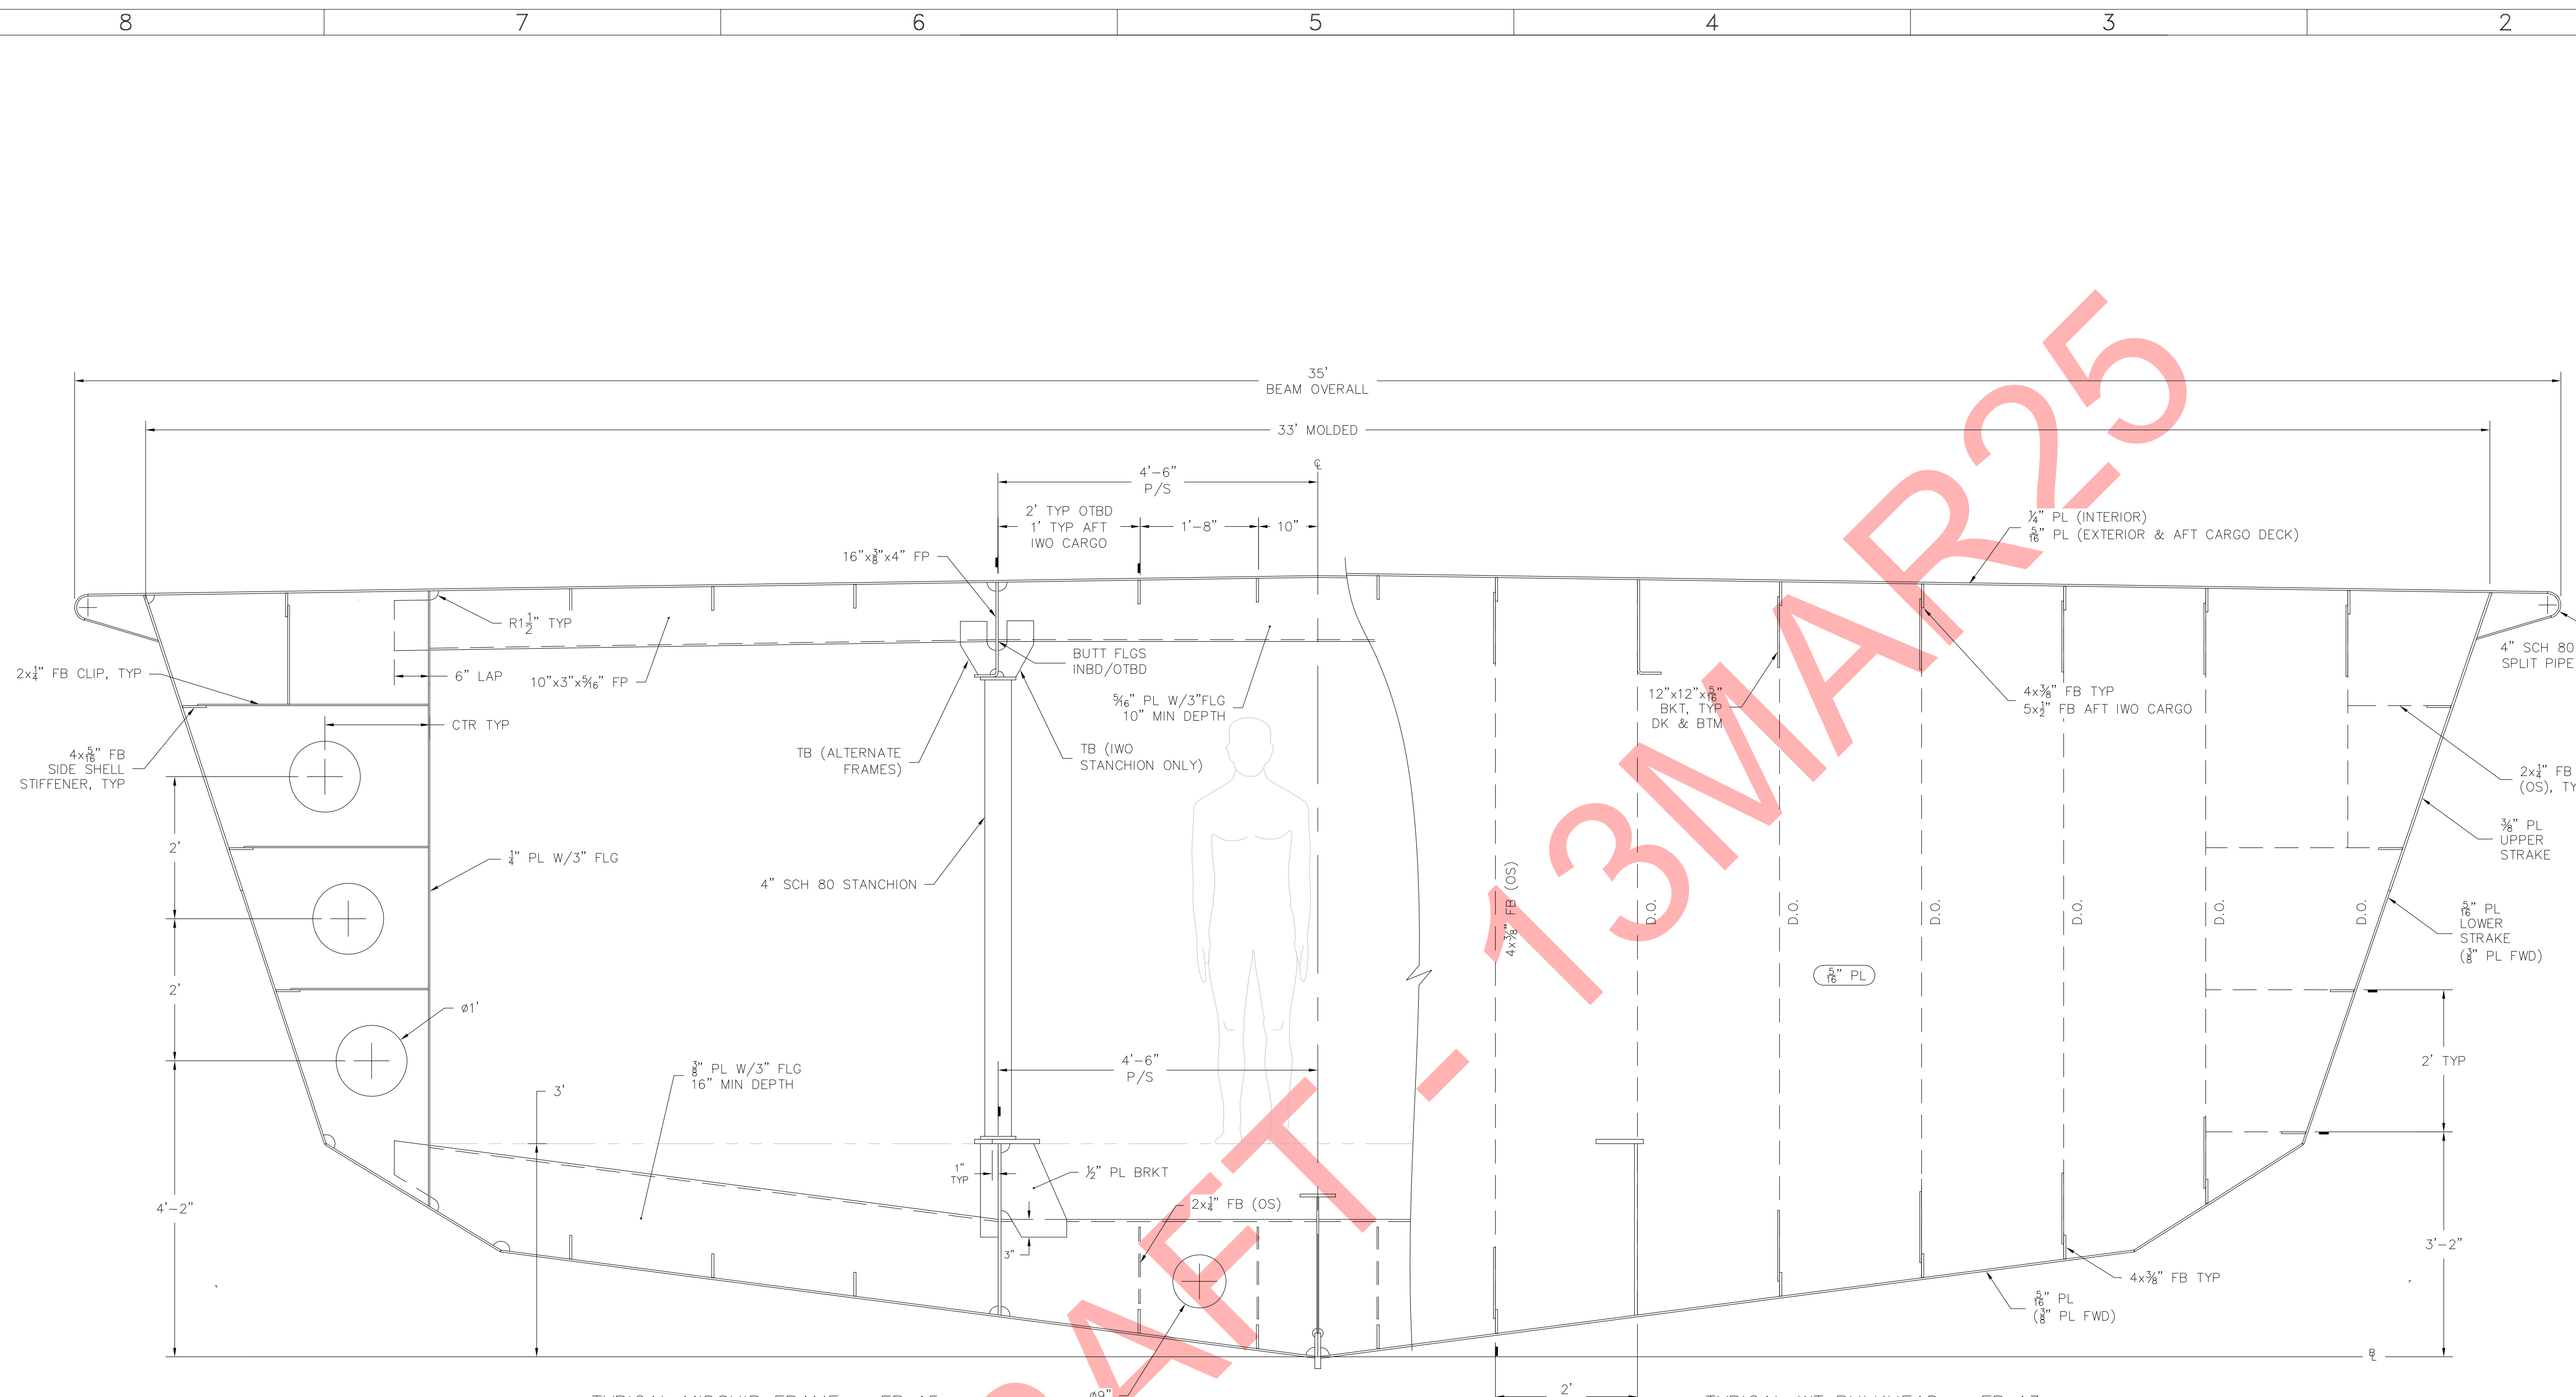 8 7 6 5 4 3 2
35'
BEAM OVERALL
33' MOLDED
4'-6"
P/S
℄
2' TYP OTBD
1' TYP AFT
IWO CARGO
1'-8"
10"
16"x3/8"x4" FP
1/4" PL (INTERIOR)
5/16" PL (EXTERIOR & AFT CARGO DECK)
R1 1/2" TYP
2x1/4" FB CLIP, TYP
6" LAP
10"x3"x5/16" FP
BUTT FLGS
INBD/OTBD
5/16" PL W/3"FLG
10" MIN DEPTH
12"x12"x5/16"
BKT, TYP
DK & BTM
4x3/8" FB TYP
5x1/2" FB AFT IWO CARGO
4" SCH 80
SPLIT PIPE
CTR TYP
4x5/16" FB
SIDE SHELL
STIFFENER, TYP
TB (ALTERNATE
FRAMES)
TB (IWO
STANCHION ONLY)
2x1/4" FB
(OS), TY
2'
1/4" PL W/3" FLG
4" SCH 80 STANCHION
4x3/8" FB (OS)
D.O.
D.O.
D.O.
D.O.
D.O.
D.O.
3/8" PL
UPPER
STRAKE
5/16" PL
LOWER
STRAKE
(3/8" PL FWD)
5/16" PL
2'
ø1'
3/8" PL W/3" FLG
16" MIN DEPTH
3'
4'-6"
P/S
2' TYP
1"
TYP
1/2" PL BRKT
2x1/4" FB (OS)
4'-2"
3"
3'-2"
4x3/8" FB TYP
5/16" PL
(3/8" PL FWD)
ø9"
2'
DRAFT - 13MAR25